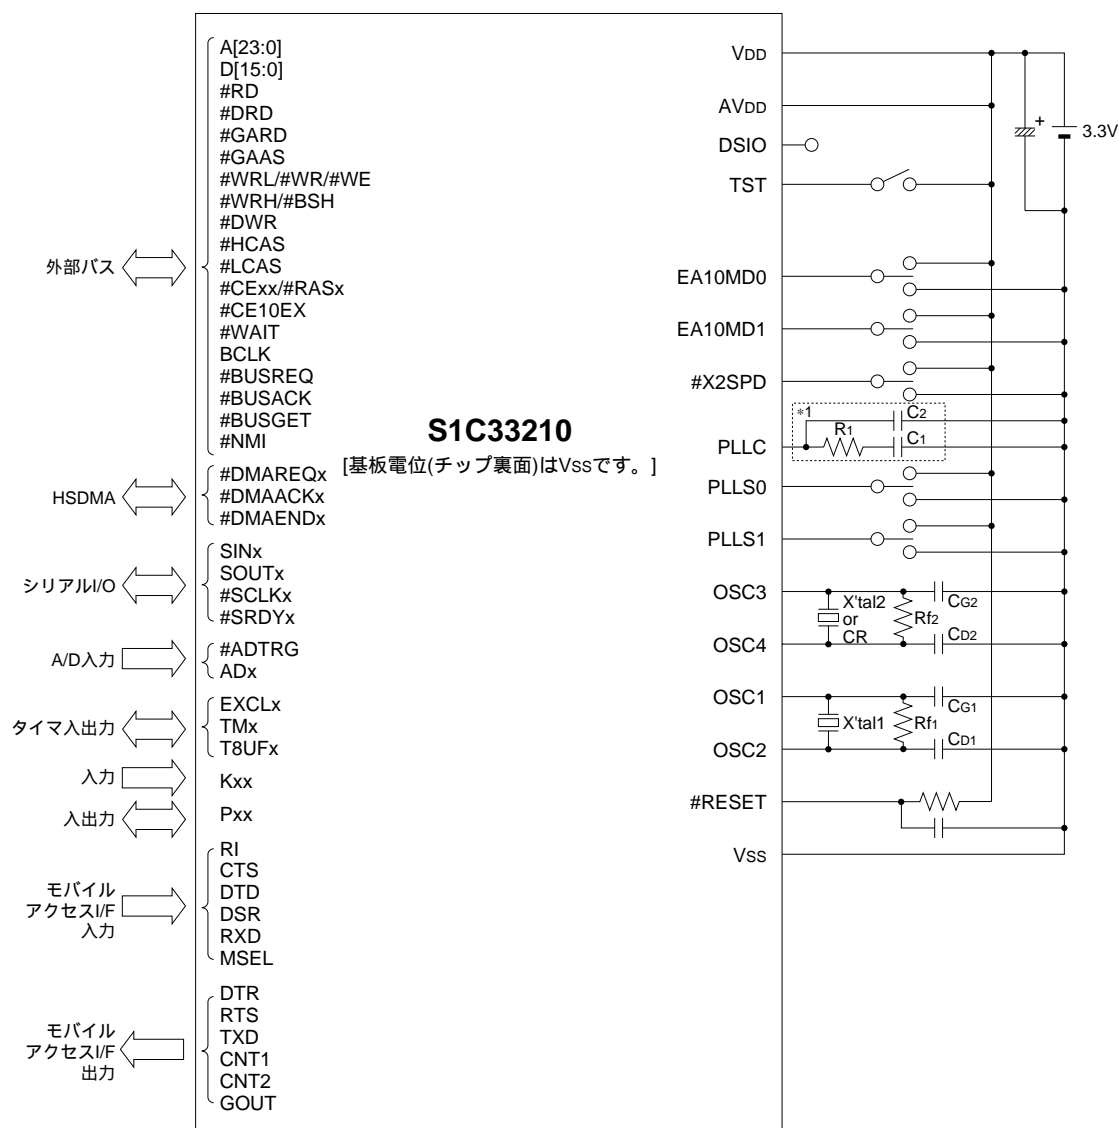 A[23:0]
D[15:0]
#RD
#DRD
#GARD
#GAAS
#WRL/#WR/#WE
#WRH/#BSH
#DWR
#HCAS
#LCAS
#CExx/#RASx
#CE10EX
#WAIT
BCLK
#BUSREQ
#BUSACK
#BUSGET
#NMI
外部バス
#DMAREQx
#DMAACKx
#DMAENDx
HSDMA
SINx
SOUTx
#SCLKx
#SRDYx
シリアルI/O
#ADTRG
ADx
A/D入力
EXCLx
TMx
T8UFx
タイマ入出力
入力
Kxx
入出力
Pxx
RI
CTS
DTD
DSR
RXD
MSEL
モバイル
アクセスI/F
入力
DTR
RTS
TXD
CNT1
CNT2
GOUT
モバイル
アクセスI/F
出力
S1C33210
[基板電位(チップ裏面)はVssです。]
VDD
AVDD
DSIO
TST
+
3.3V
EA10MD0
EA10MD1
#X2SPD
PLLC
*1
C2
R1
C1
PLLS0
PLLS1
OSC3
X'tal2
or
CR
Rf2
CG2
CD2
OSC4
OSC1
X'tal1
Rf1
CG1
CD1
OSC2
#RESET
Vss